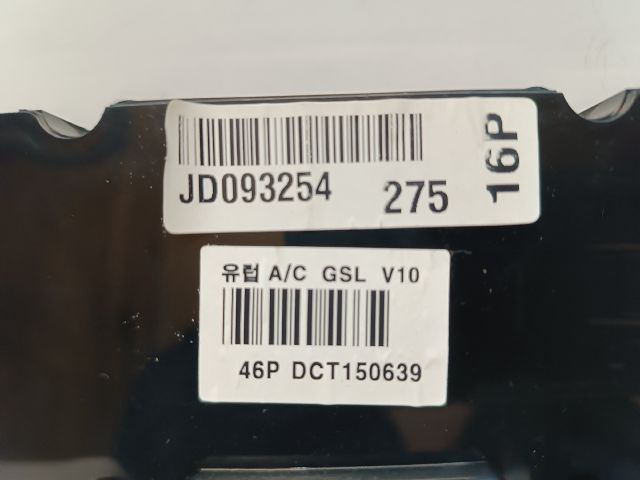 JD093254 275
16P
유럽 A/C GSL V10
46P DCT150639